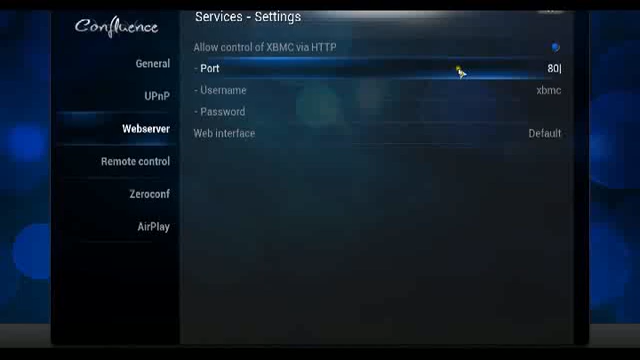 Services - Settings
Confluence
General
UPnP
Webserver
Remote control
Zeroconf
AirPlay
Allow control of XBMC via HTTP
- Port 80|
- Username xbmc
- Password
Web interface Default